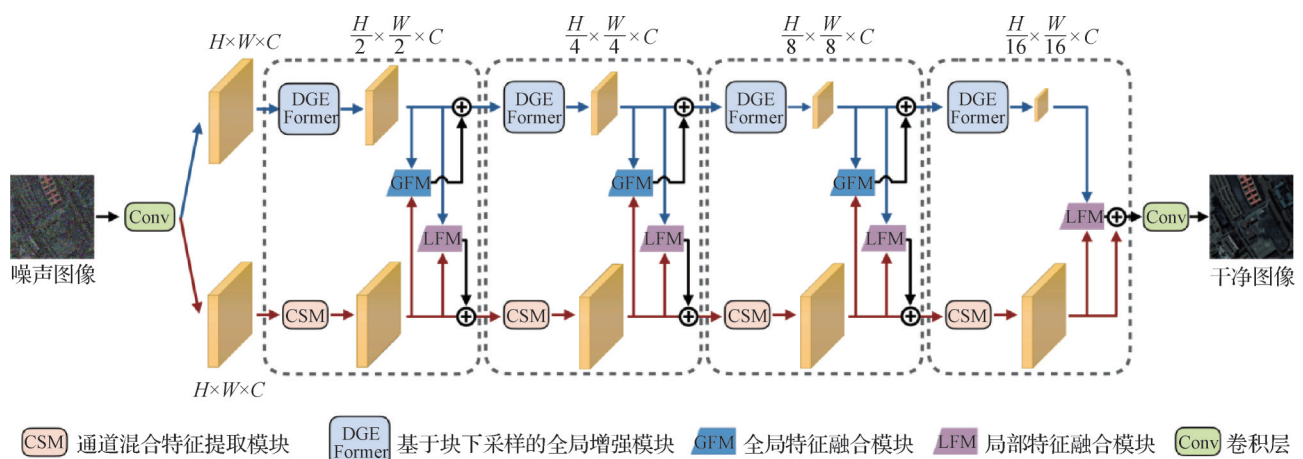 H×W×C
H/2 × W/2 × C
H/4 × W/4 × C
H/8 × W/8 × C
H/16 × W/16 × C
DGE
Former
DGE
Former
DGE
Former
DGE
Former
GFM
GFM
GFM
LFM
LFM
LFM
LFM
Conv
Conv
噪声图像
干净图像
CSM
CSM
CSM
CSM
H×W×C
CSM 通道混合特征提取模块
DGE
Former 基于块下采样的全局增强模块
GFM 全局特征融合模块
LFM 局部特征融合模块
Conv 卷积层